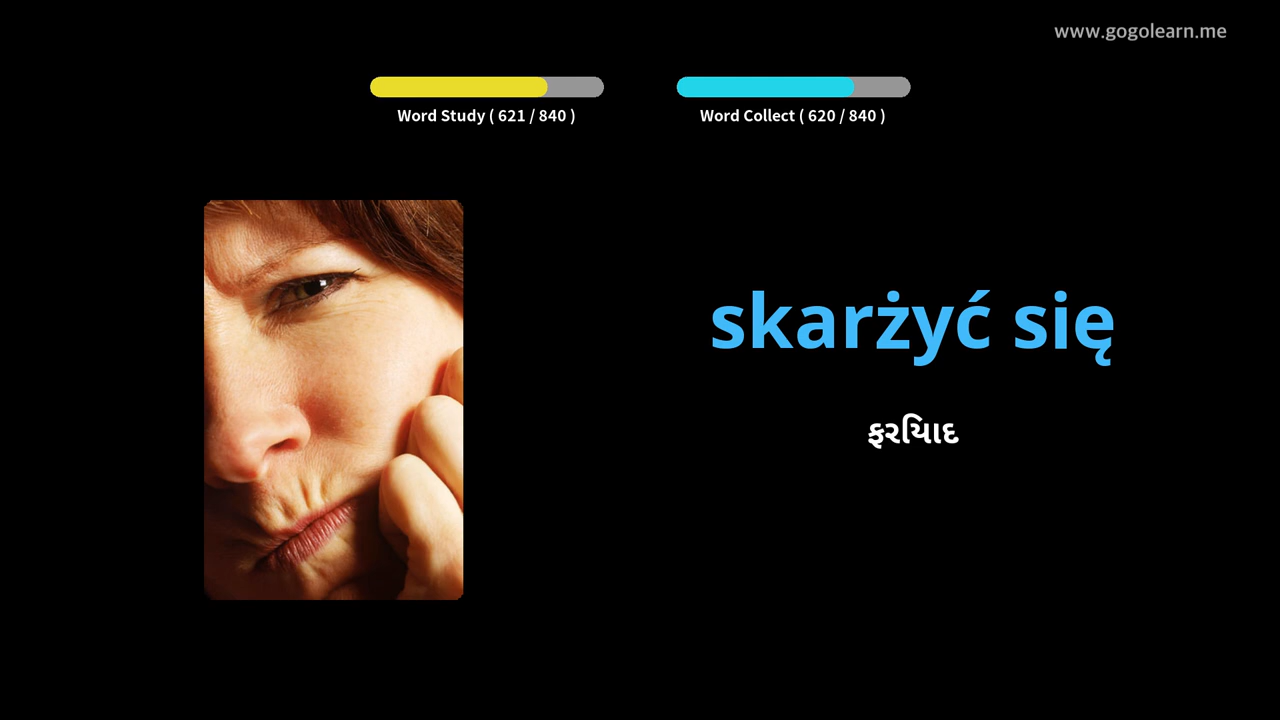 www.gogolearn.me
Word Study ( 621 / 840 )
Word Collect ( 620 / 840 )
skarżyć się
ફરિયાદ